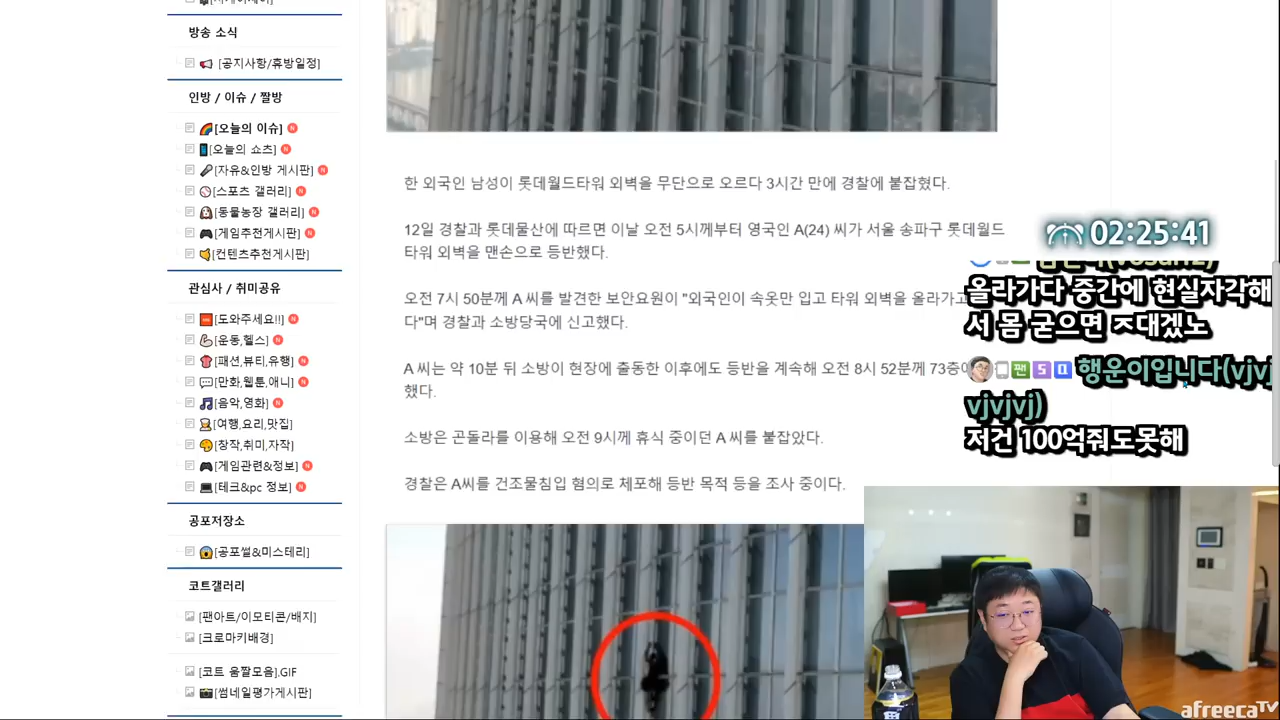 방송 소식
[공지사항/휴방일정]
인방 / 이슈 / 짤방
[오늘의 이슈] N
[오늘의 쇼츠] N
[자유&인방 게시판] N
[스포츠 갤러리] N
[동물농장 갤러리] N
[게임추천게시판] N
[컨텐츠추천게시판]
관심사 / 취미공유
[도와주세요!!] N
[운동,헬스] N
[패션,뷰티,유행] N
[만화,웹툰,애니] N
[음악,영화] N
[여행,요리,맛집]
[창작,취미,자작]
[게임관련&정보] N
[테크&pc 정보] N
공포저장소
[공포썰&미스테리]
코트갤러리
[팬아트/이모티콘/배지]
[크로마키배경]
[코트 움짤모음].GIF
[썸네일평가게시판]
한 외국인 남성이 롯데월드타워 외벽을 무단으로 오르다 3시간 만에 경찰에 붙잡혔다.
12일 경찰과 롯데물산에 따르면 이날 오전 5시께부터 영국인 A(24) 씨가 서울 송파구 롯데월드
타워 외벽을 맨손으로 등반했다.
오전 7시 50분께 A 씨를 발견한 보안요원이 "외국인이 속옷만 입고 타워 외벽을 올라가고
다"며 경찰과 소방당국에 신고했다.
A 씨는 약 10분 뒤 소방이 현장에 출동한 이후에도 등반을 계속해 오전 8시 52분께 73층에
했다.
소방은 곤돌라를 이용해 오전 9시께 휴식 중이던 A 씨를 붙잡았다.
경찰은 A씨를 건조물침입 혐의로 체포해 등반 목적 등을 조사 중이다.
02:25:41
올라가다 중간에 현실자각해
서 몸 굳으면 ㅈ대겠노
팬 5 행운이입니다(vjvj
vjvjvj)
저건 100억줘도못해
afreecaTV